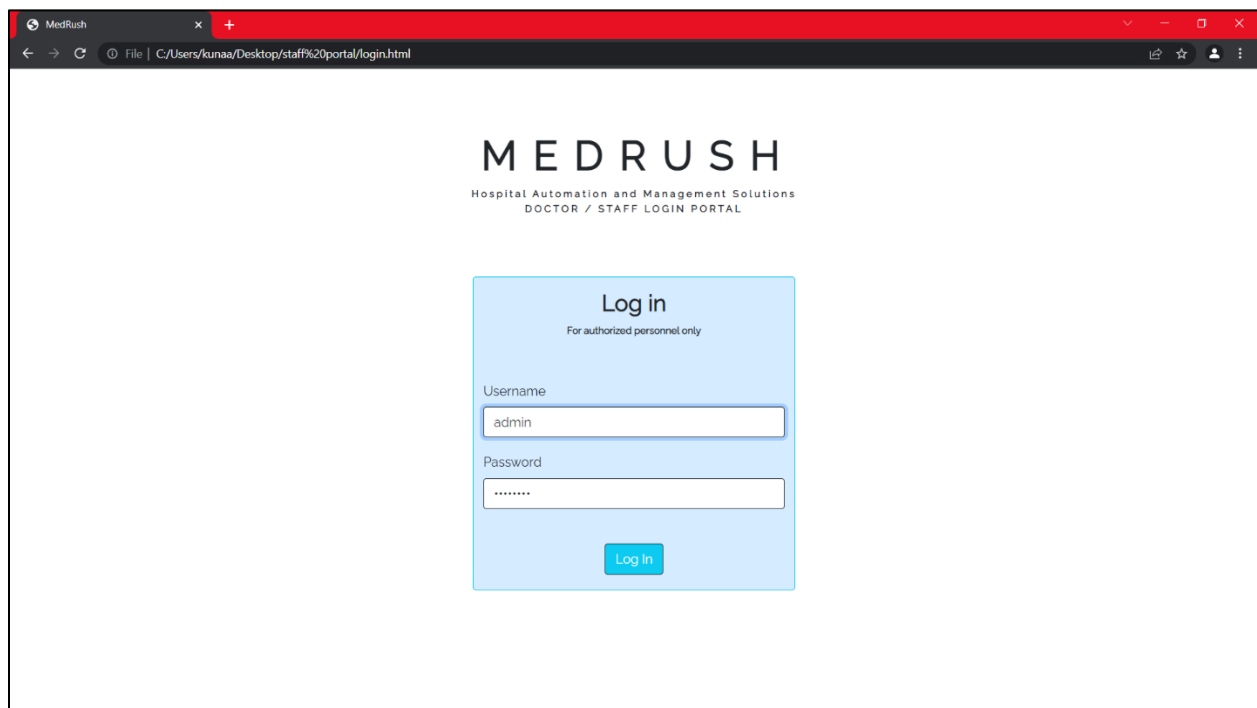 MedRush
File | C:/Users/kunaa/Desktop/staff%20portal/login.html
MEDRUSH
Hospital Automation and Management Solutions
DOCTOR / STAFF LOGIN PORTAL
Log in
For authorized personnel only
Username
admin
Password
••••••••
Log In